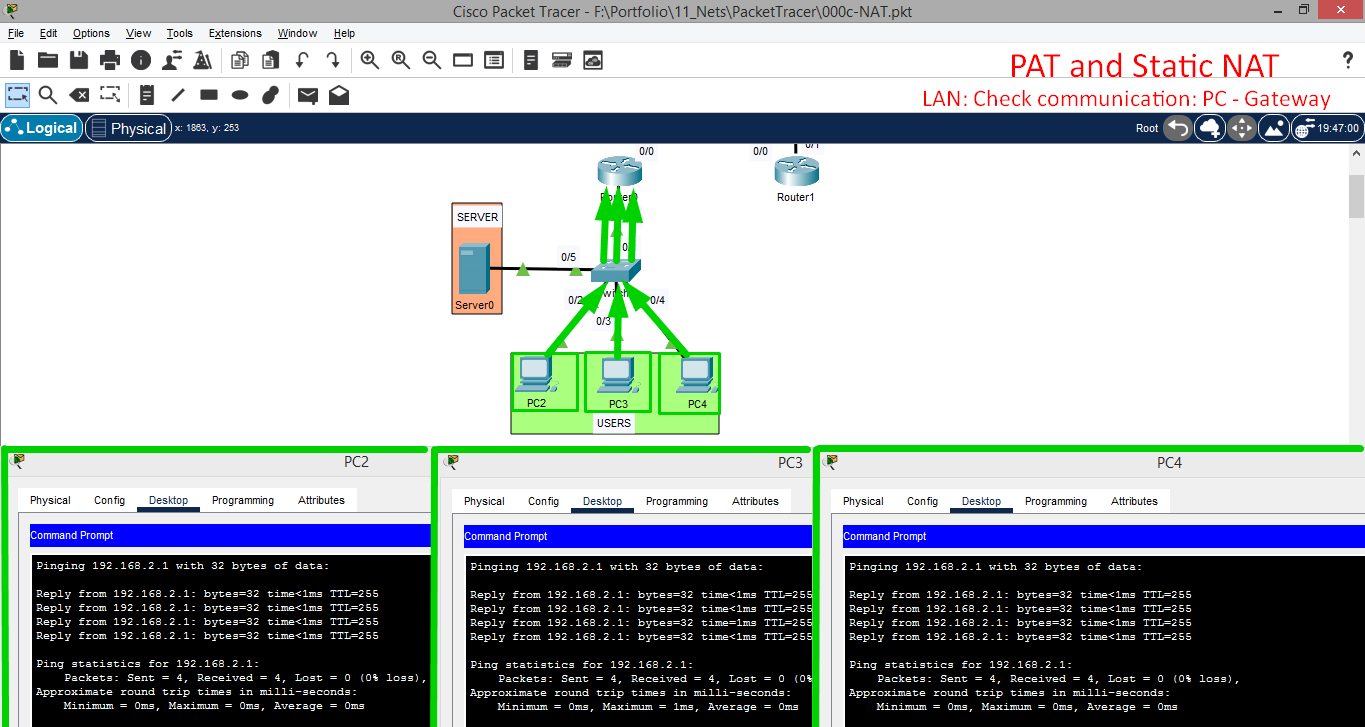 Cisco Packet Tracer - F:\Portfolio\11_Nets\PacketTracer\000c-NAT.pkt
File Edit Options View Tools Extensions Window Help
PAT and Static NAT
LAN: Check communication: PC - Gateway
?
Logical Physical x: 1863, y: 253 Root 19:47:00
0/0 0/0 0/1
Router1
SERVER
0/5
Server0
0/2 0/4
0/3
PC2 PC3 PC4
USERS
PC2
Physical Config Desktop Programming Attributes
Command Prompt
Pinging 192.168.2.1 with 32 bytes of data:
Reply from 192.168.2.1: bytes=32 time<1ms TTL=255
Reply from 192.168.2.1: bytes=32 time<1ms TTL=255
Reply from 192.168.2.1: bytes=32 time<1ms TTL=255
Reply from 192.168.2.1: bytes=32 time<1ms TTL=255
Ping statistics for 192.168.2.1:
Packets: Sent = 4, Received = 4, Lost = 0 (0% loss),
Approximate round trip times in milli-seconds:
Minimum = 0ms, Maximum = 0ms, Average = 0ms
PC3
Physical Config Desktop Programming Attributes
Command Prompt
Pinging 192.168.2.1 with 32 bytes of data:
Reply from 192.168.2.1: bytes=32 time<1ms TTL=255
Reply from 192.168.2.1: bytes=32 time<1ms TTL=255
Reply from 192.168.2.1: bytes=32 time=1ms TTL=255
Reply from 192.168.2.1: bytes=32 time<1ms TTL=255
Ping statistics for 192.168.2.1:
Packets: Sent = 4, Received = 4, Lost = 0 (0%
Approximate round trip times in milli-seconds:
Minimum = 0ms, Maximum = 1ms, Average = 0ms
PC4
Physical Config Desktop Programming Attributes
Command Prompt
Pinging 192.168.2.1 with 32 bytes of data:
Reply from 192.168.2.1: bytes=32 time<1ms TTL=255
Reply from 192.168.2.1: bytes=32 time<1ms TTL=255
Reply from 192.168.2.1: bytes=32 time<1ms TTL=255
Reply from 192.168.2.1: bytes=32 time<1ms TTL=255
Ping statistics for 192.168.2.1:
Packets: Sent = 4, Received = 4, Lost = 0 (0% loss),
Approximate round trip times in milli-seconds:
Minimum = 0ms, Maximum = 0ms, Average = 0ms